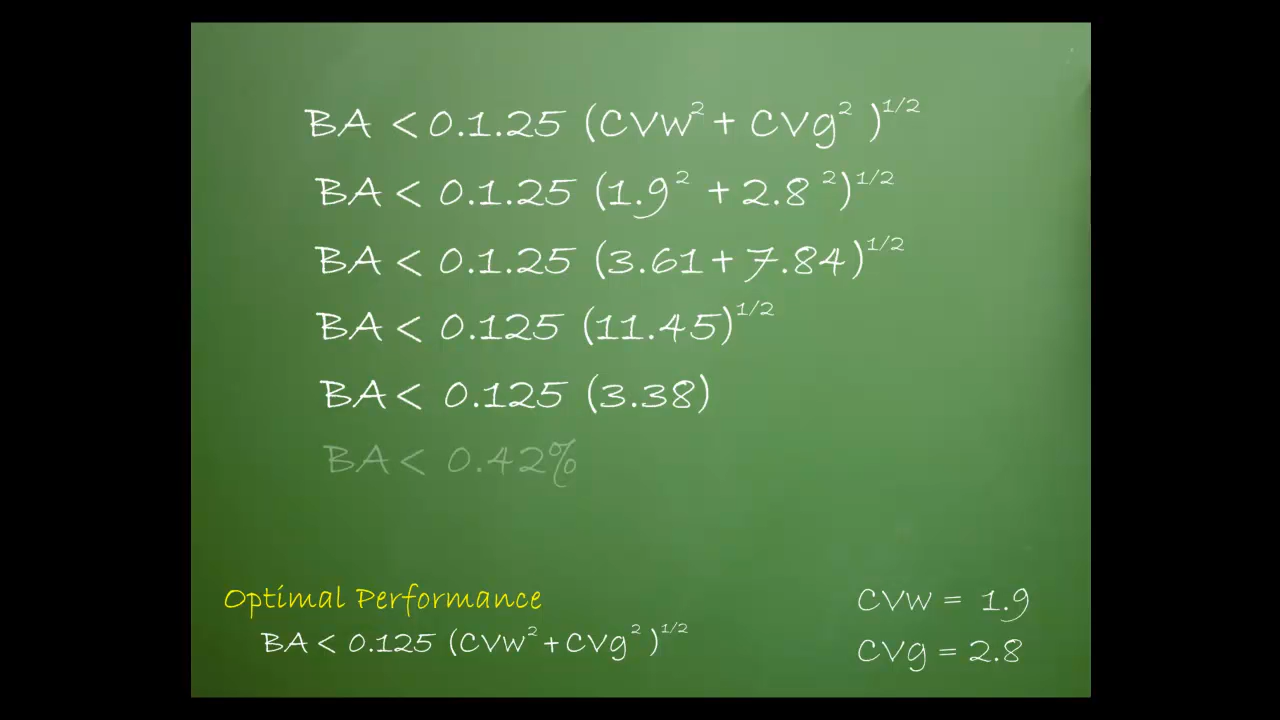 BA < 0.1.25 (CVw² + CVg² )^1/2
BA < 0.1.25 (1.9² + 2.8 ²)^1/2
BA < 0.1.25 (3.61+7.84)^1/2
BA < 0.125 (11.45)^1/2
BA < 0.125 (3.38)
BA < 0.42%
Optimal Performance
BA < 0.125 (CVw² + CVg² )^1/2
CVw = 1.9
CVg = 2.8